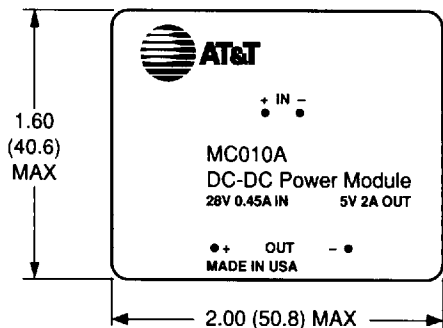 AT&T
+ IN –
1.60
(40.6)
MAX
MC010A
DC-DC Power Module
28V 0.45A IN 5V 2A OUT
+ OUT –
MADE IN USA
2.00 (50.8) MAX